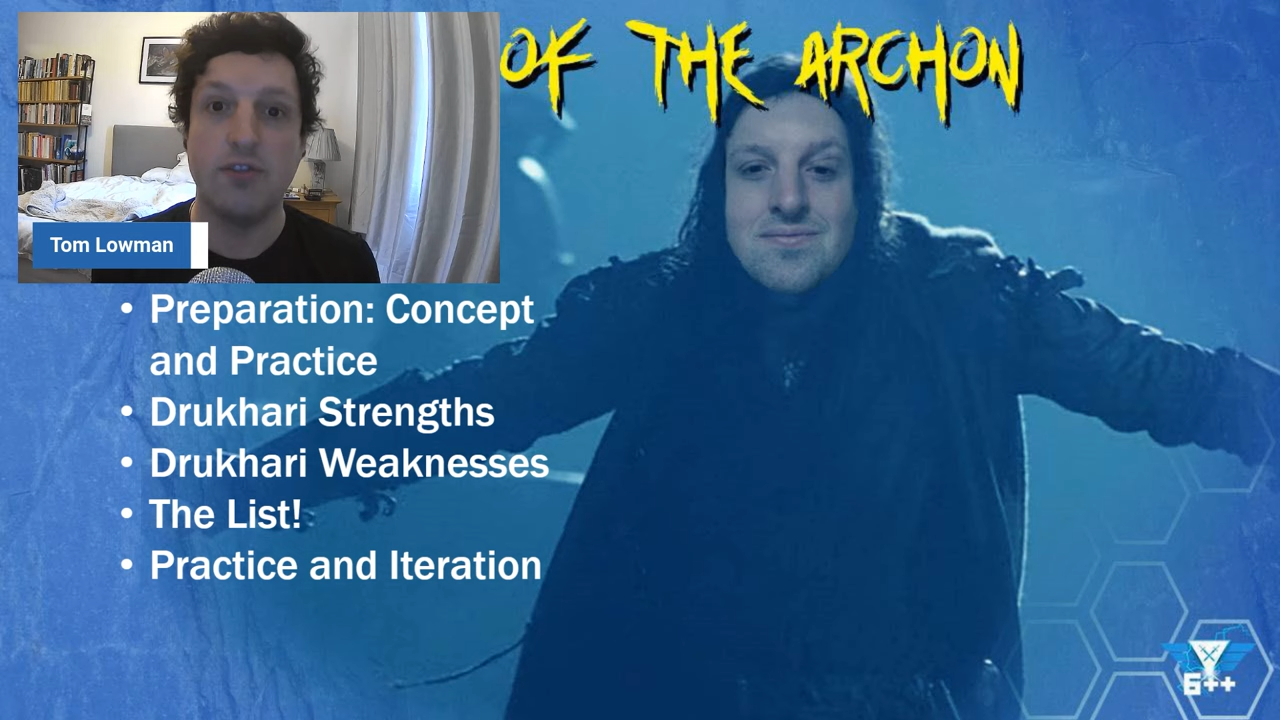 OF THE ARCHON
Tom Lowman
• Preparation: Concept
and Practice
• Drukhari Strengths
• Drukhari Weaknesses
• The List!
• Practice and Iteration
6++